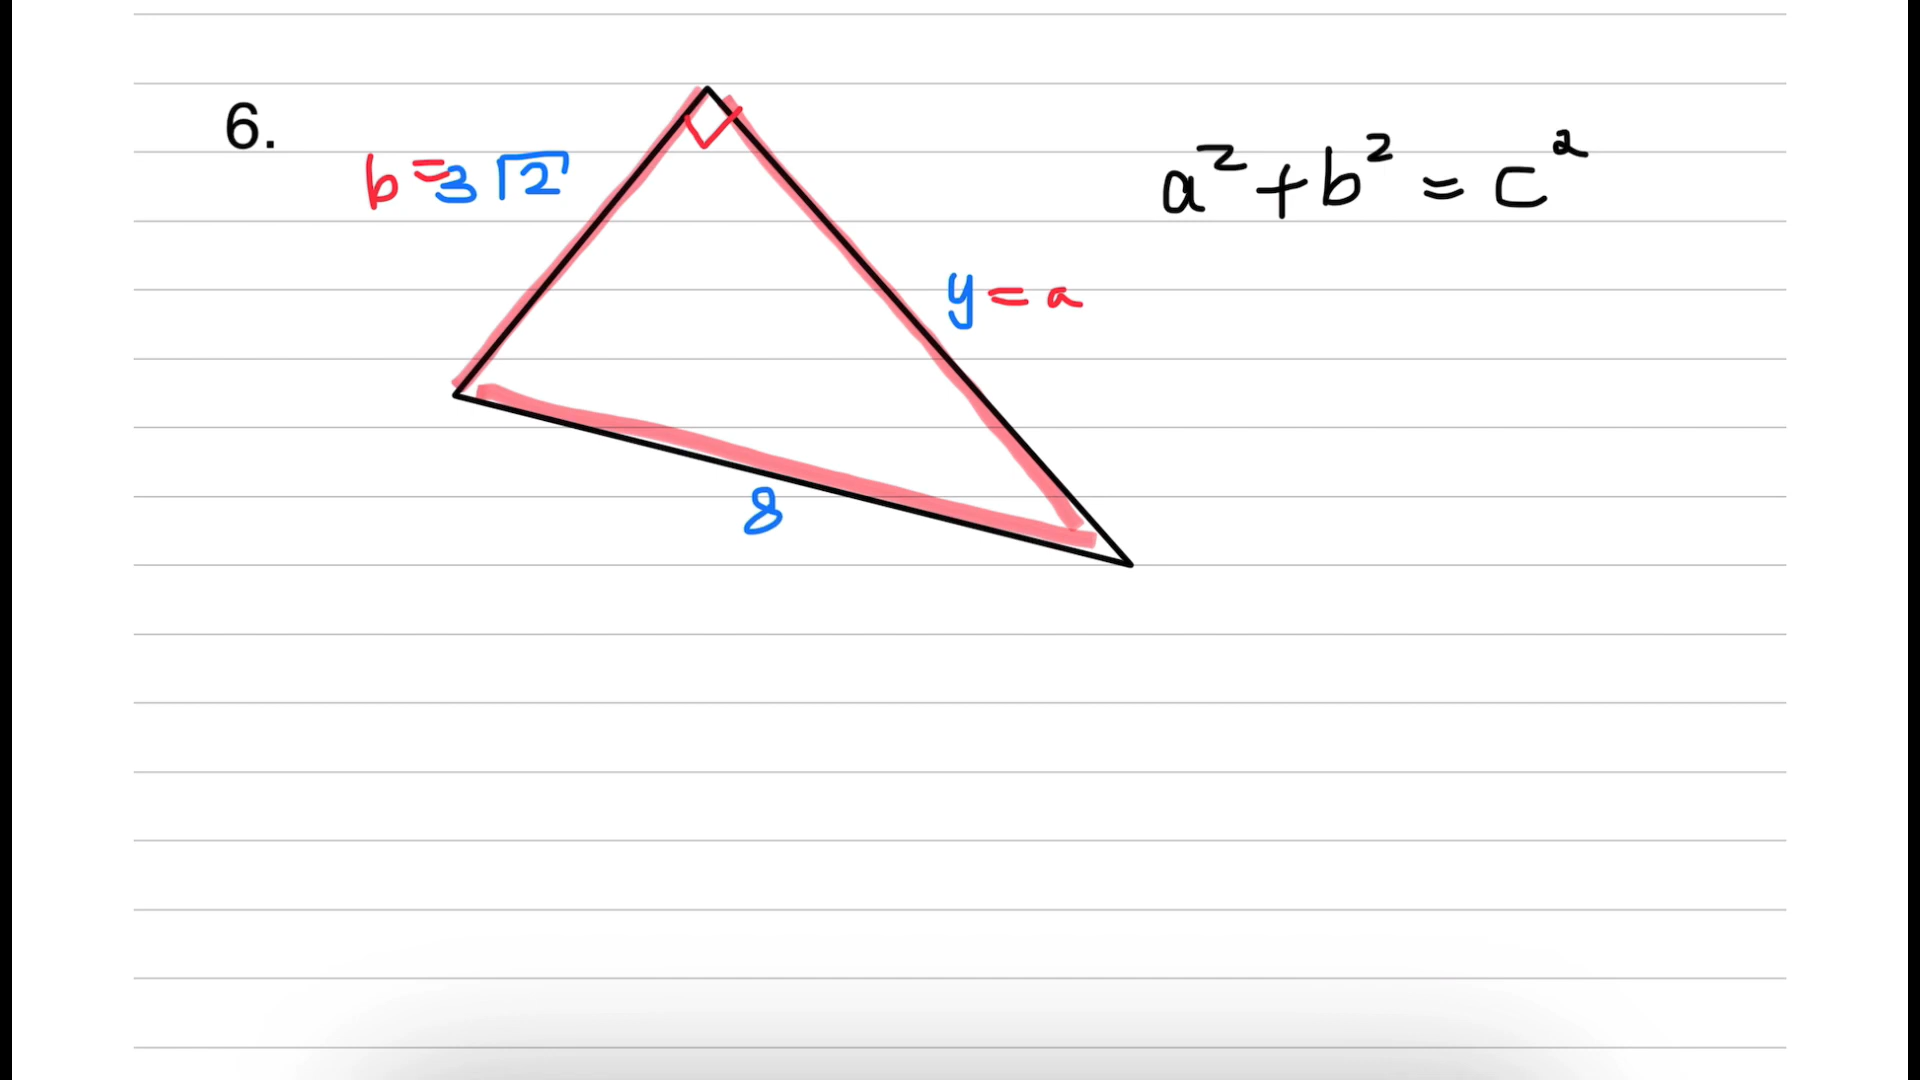 6.
b=3√2
a²+b²=c²
y=a
8